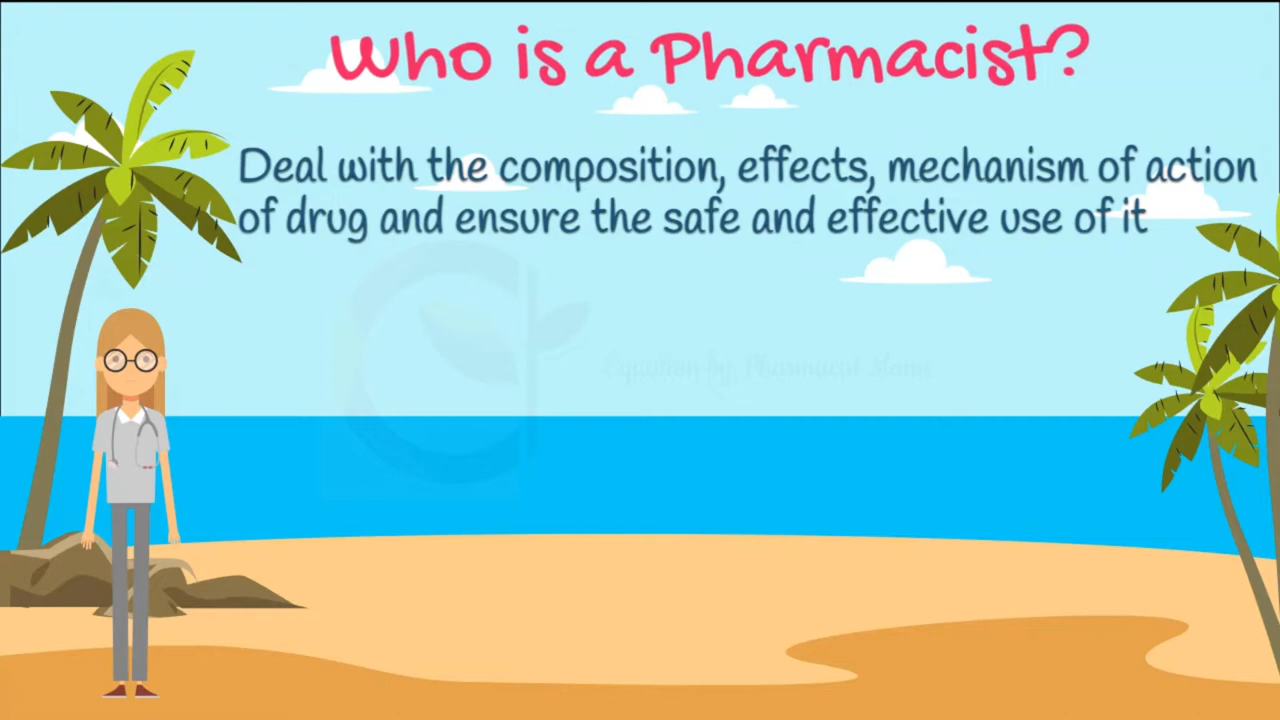 Who is a Pharmacist?
Deal with the composition, effects, mechanism of action
of drug and ensure the safe and effective use of it